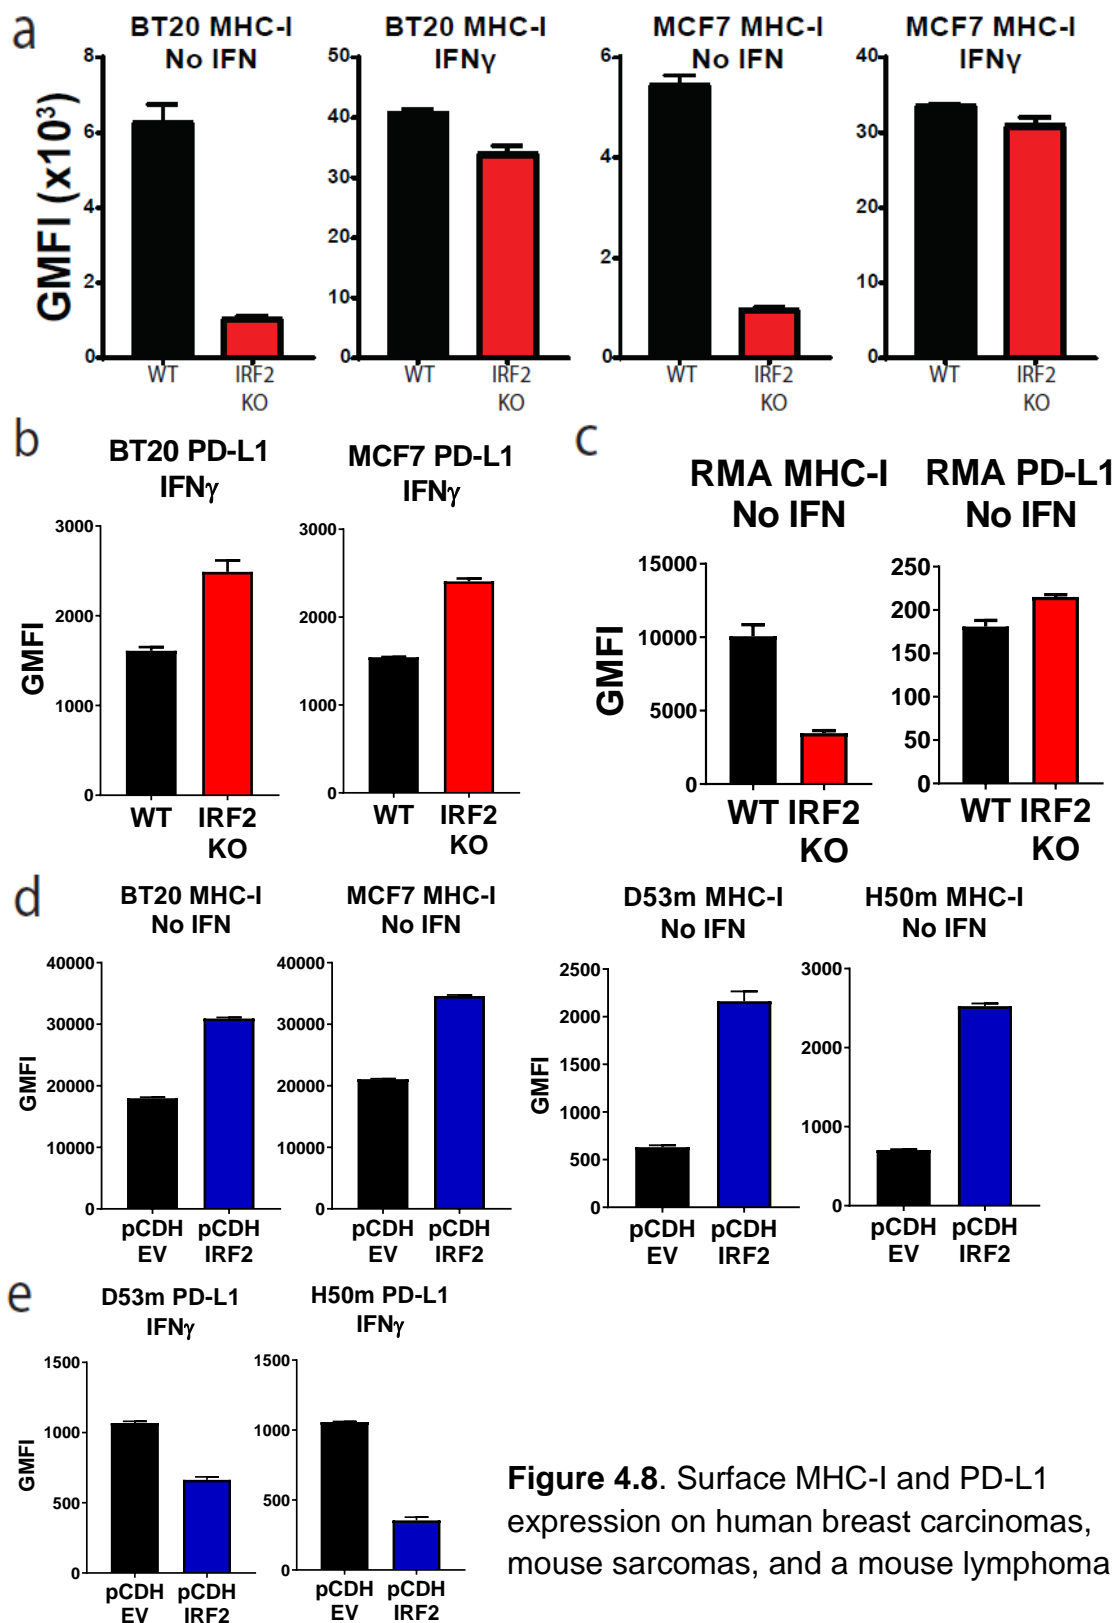 a
BT20 MHC-I
No IFN
BT20 MHC-I
IFNγ
MCF7 MHC-I
No IFN
MCF7 MHC-I
IFNγ
GMFI (x10³)
8
6
4
2
0
WT
IRF2
KO
50
40
30
20
10
0
WT
IRF2
KO
6
4
2
0
WT
IRF2
KO
40
30
20
10
0
WT
IRF2
KO
b
BT20 PD-L1
IFNγ
GMFI
3000
2000
1000
0
WT
IRF2
KO
MCF7 PD-L1
IFNγ
3000
2000
1000
0
WT
IRF2
KO
c
RMA MHC-I
No IFN
GMFI
15000
10000
5000
0
WT
IRF2
KO
RMA PD-L1
No IFN
250
200
150
100
50
0
WT
IRF2
KO
d
BT20 MHC-I
No IFN
GMFI
40000
30000
20000
10000
0
pCDH
EV
pCDH
IRF2
MCF7 MHC-I
No IFN
40000
30000
20000
10000
0
pCDH
EV
pCDH
IRF2
D53m MHC-I
No IFN
GMFI
2500
2000
1500
1000
500
0
pCDH
EV
pCDH
IRF2
H50m MHC-I
No IFN
3000
2000
1000
0
pCDH
EV
pCDH
IRF2
e
D53m PD-L1
IFNγ
GMFI
1500
1000
500
0
pCDH
EV
pCDH
IRF2
H50m PD-L1
IFNγ
1500
1000
500
0
pCDH
EV
pCDH
IRF2
Figure 4.8. Surface MHC-I and PD-L1
expression on human breast carcinomas,
mouse sarcomas, and a mouse lymphoma